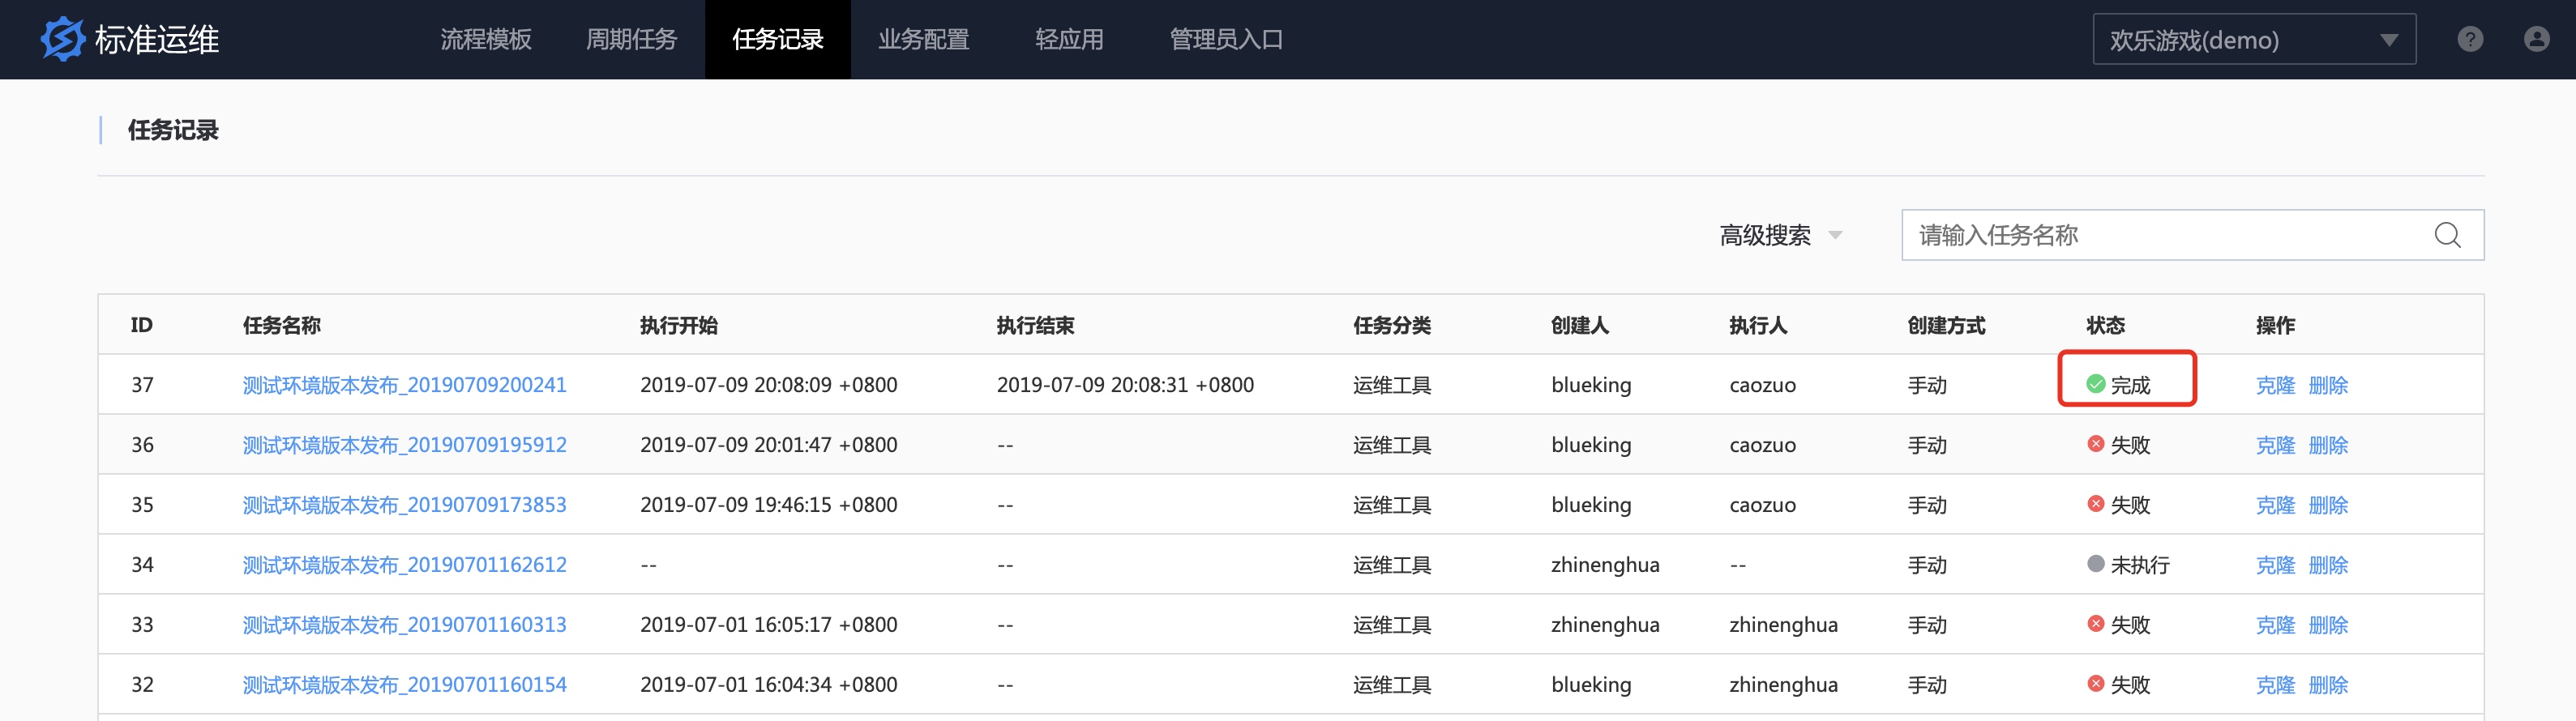 标准运维 流程模板 周期任务 任务记录 业务配置 轻应用 管理员入口 欢乐游戏(demo) ?
任务记录
高级搜索 请输入任务名称
ID 任务名称 执行开始 执行结束 任务分类 创建人 执行人 创建方式 状态 操作
37 测试环境版本发布_20190709200241 2019-07-09 20:08:09 +0800 2019-07-09 20:08:31 +0800 运维工具 blueking caozuo 手动 完成 克隆 删除
36 测试环境版本发布_20190709195912 2019-07-09 20:01:47 +0800 -- 运维工具 blueking caozuo 手动 失败 克隆 删除
35 测试环境版本发布_20190709173853 2019-07-09 19:46:15 +0800 -- 运维工具 blueking caozuo 手动 失败 克隆 删除
34 测试环境版本发布_20190701162612 -- -- 运维工具 zhinenghua -- 手动 未执行 克隆 删除
33 测试环境版本发布_20190701160313 2019-07-01 16:05:17 +0800 -- 运维工具 zhinenghua zhinenghua 手动 失败 克隆 删除
32 测试环境版本发布_20190701160154 2019-07-01 16:04:34 +0800 -- 运维工具 blueking zhinenghua 手动 失败 克隆 删除